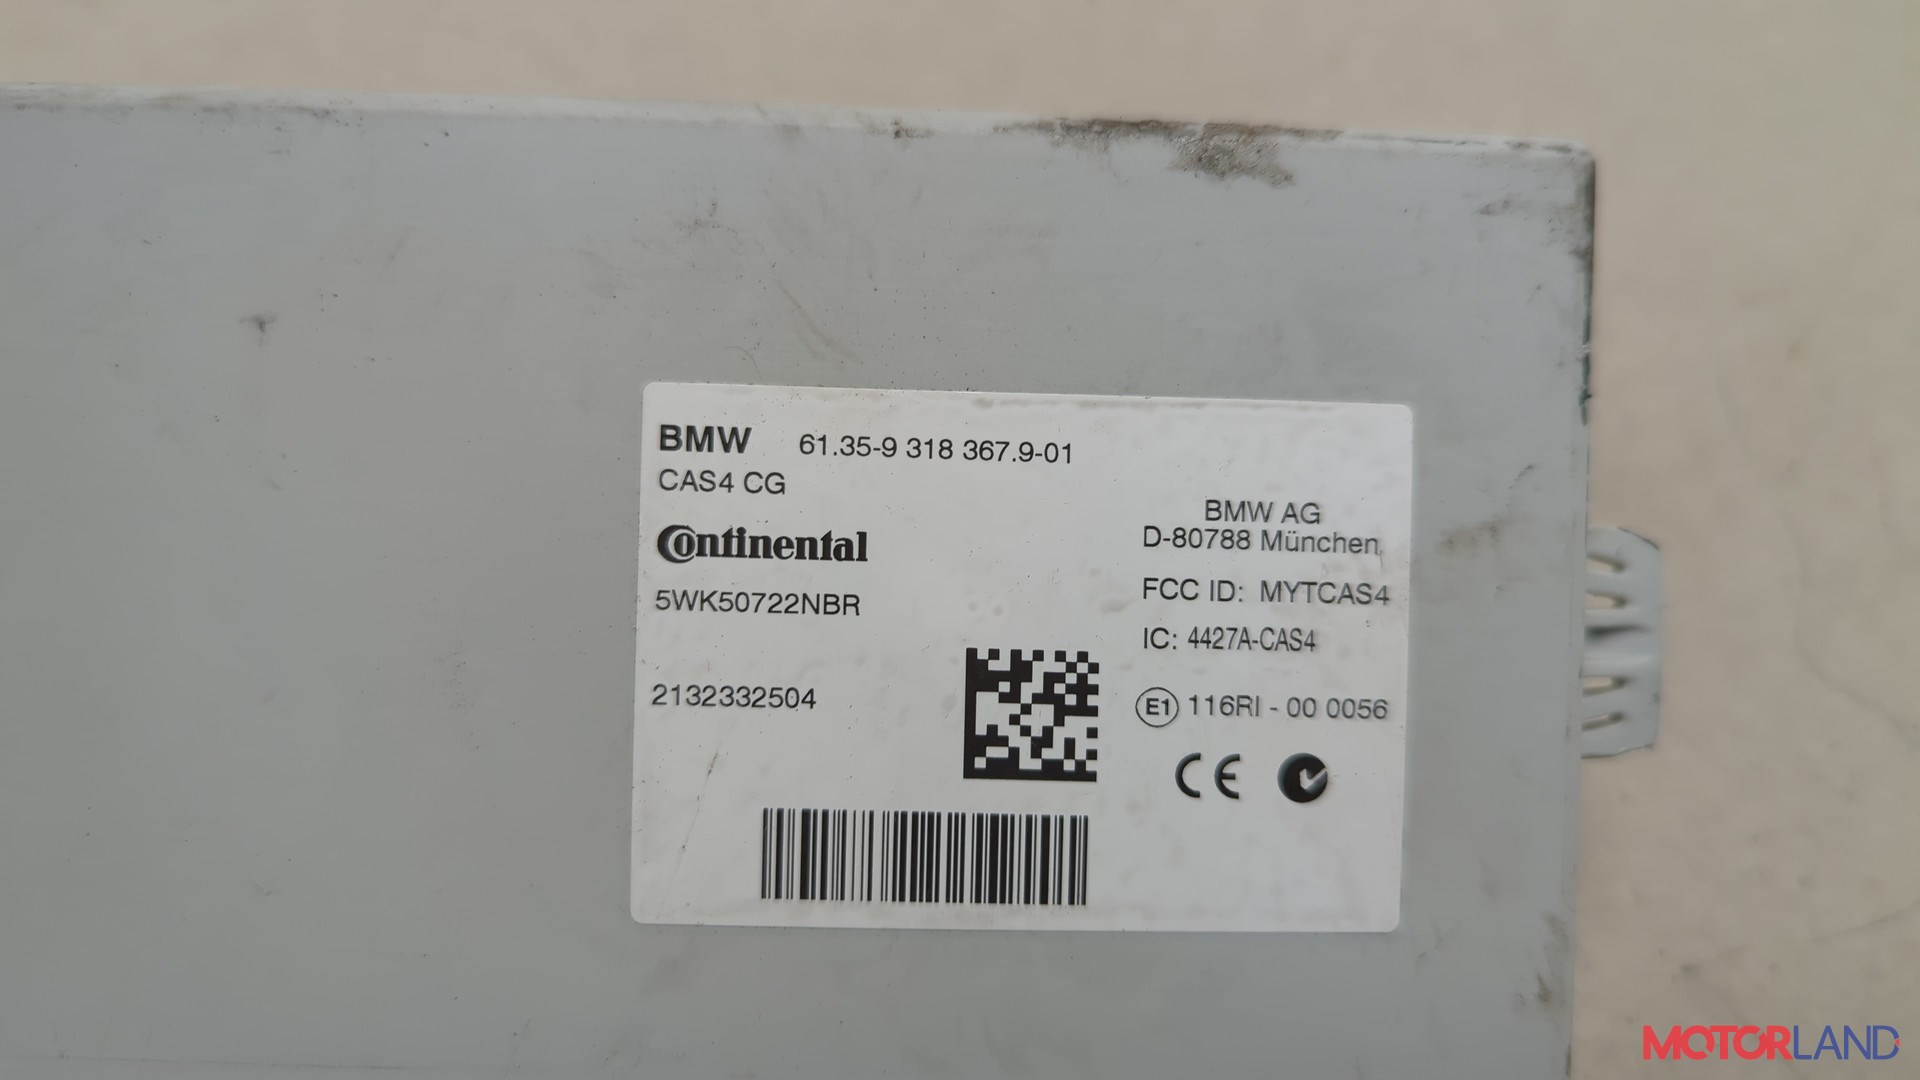 BMW 61.35-9 318 367.9-01
CAS4 CG
Continental
5WK50722NBR
2132332504
BMW AG
D-80788 München
FCC ID: MYTCAS4
IC: 4427A-CAS4
E1 116RI - 00 0056
CE
MOTORLAND